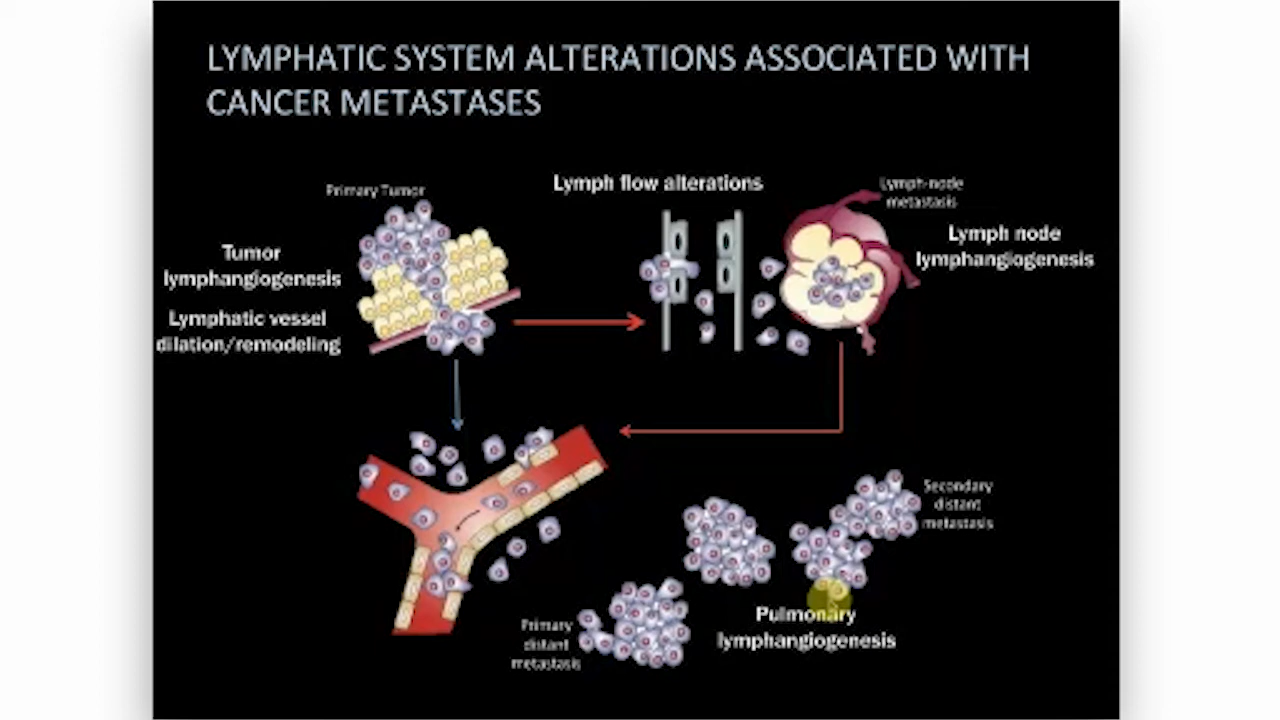 LYMPHATIC SYSTEM ALTERATIONS ASSOCIATED WITH
CANCER METASTASES
Primary Tumor
Tumor
lymphangiogenesis
Lymphatic vessel
dilation/remodeling
Lymph flow alterations
Lymph-node
metastasis
Lymph node
lymphangiogenesis
Secondary
distant
metastasis
Pulmonary
lymphangiogenesis
Primary
distant
metastasis